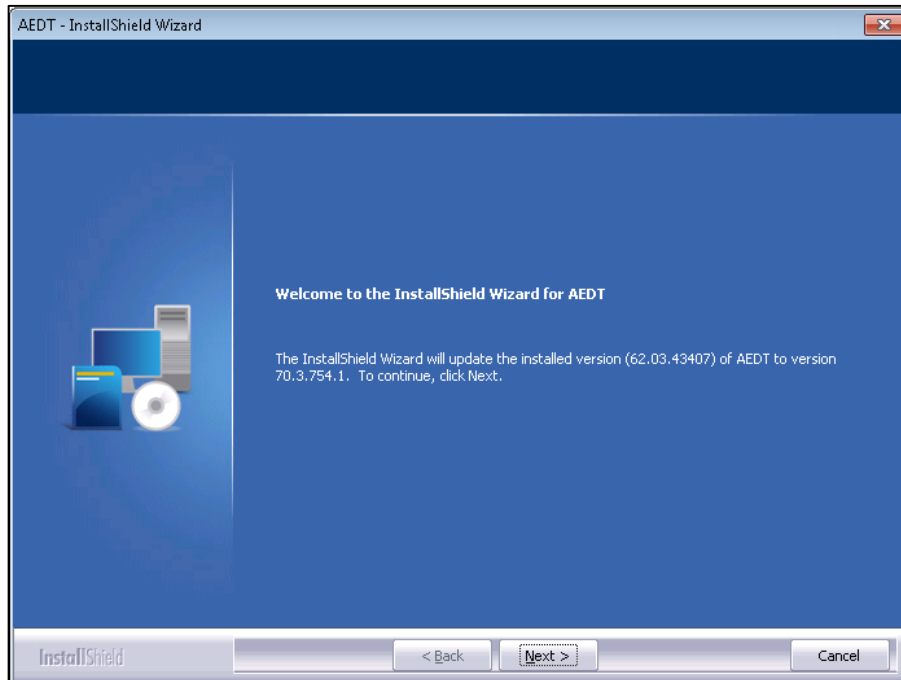 AEDT - InstallShield Wizard
Welcome to the InstallShield Wizard for AEDT
The InstallShield Wizard will update the installed version (62.03.43407) of AEDT to version
70.3.754.1. To continue, click Next.
InstallShield
< Back
Next >
Cancel